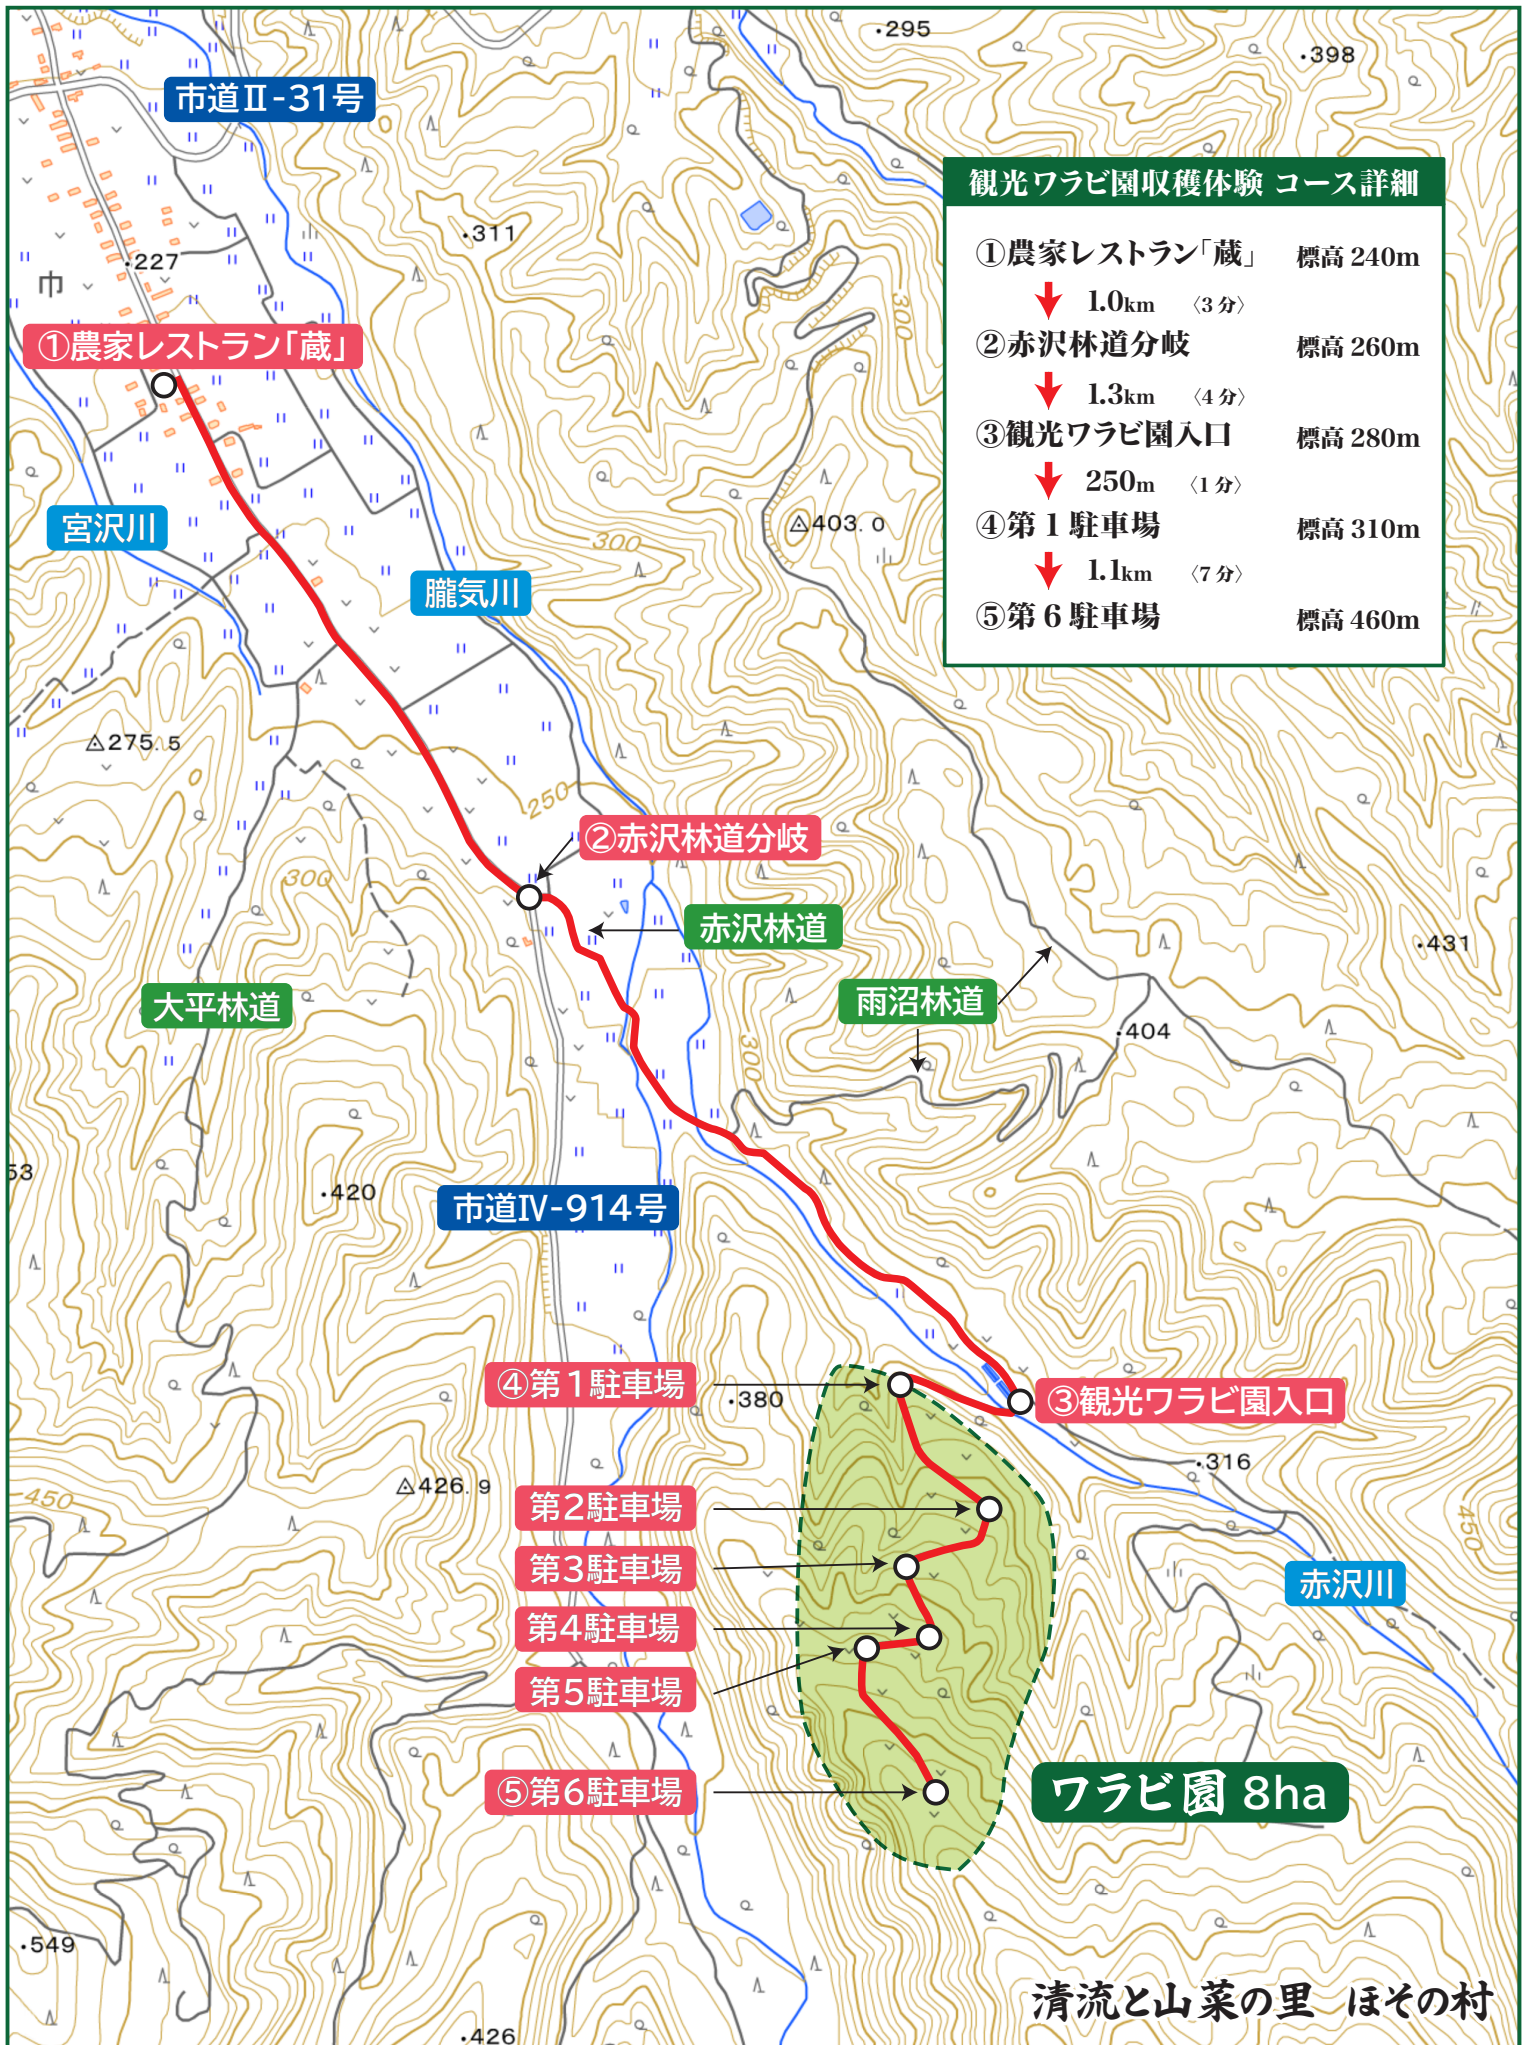 ・295
・398
市道Ⅱ-31号
観光ワラビ園収穫体験 コース詳細
①農家レストラン「蔵」 標高 240m
1.0km 〈3 分〉
②赤沢林道分岐 標高 260m
1.3km 〈4 分〉
③観光ワラビ園入口 標高 280m
250m 〈1 分〉
④第 1 駐車場 標高 310m
1.1km 〈7 分〉
⑤第 6 駐車場 標高 460m
・311
・227
巾
300
①農家レストラン「蔵」
宮沢川
403.0
300
朧気川
275.5
250
②赤沢林道分岐
300
赤沢林道
・431
大平林道
雨沼林道
・404
300
53
・420
市道Ⅳ-914号
④第1駐車場
・380
③観光ワラビ園入口
・316
426.9
450
第2駐車場
450
第3駐車場
赤沢川
第4駐車場
第5駐車場
⑤第6駐車場
ワラビ園 8ha
・549
清流と山菜の里 ほその村
・426